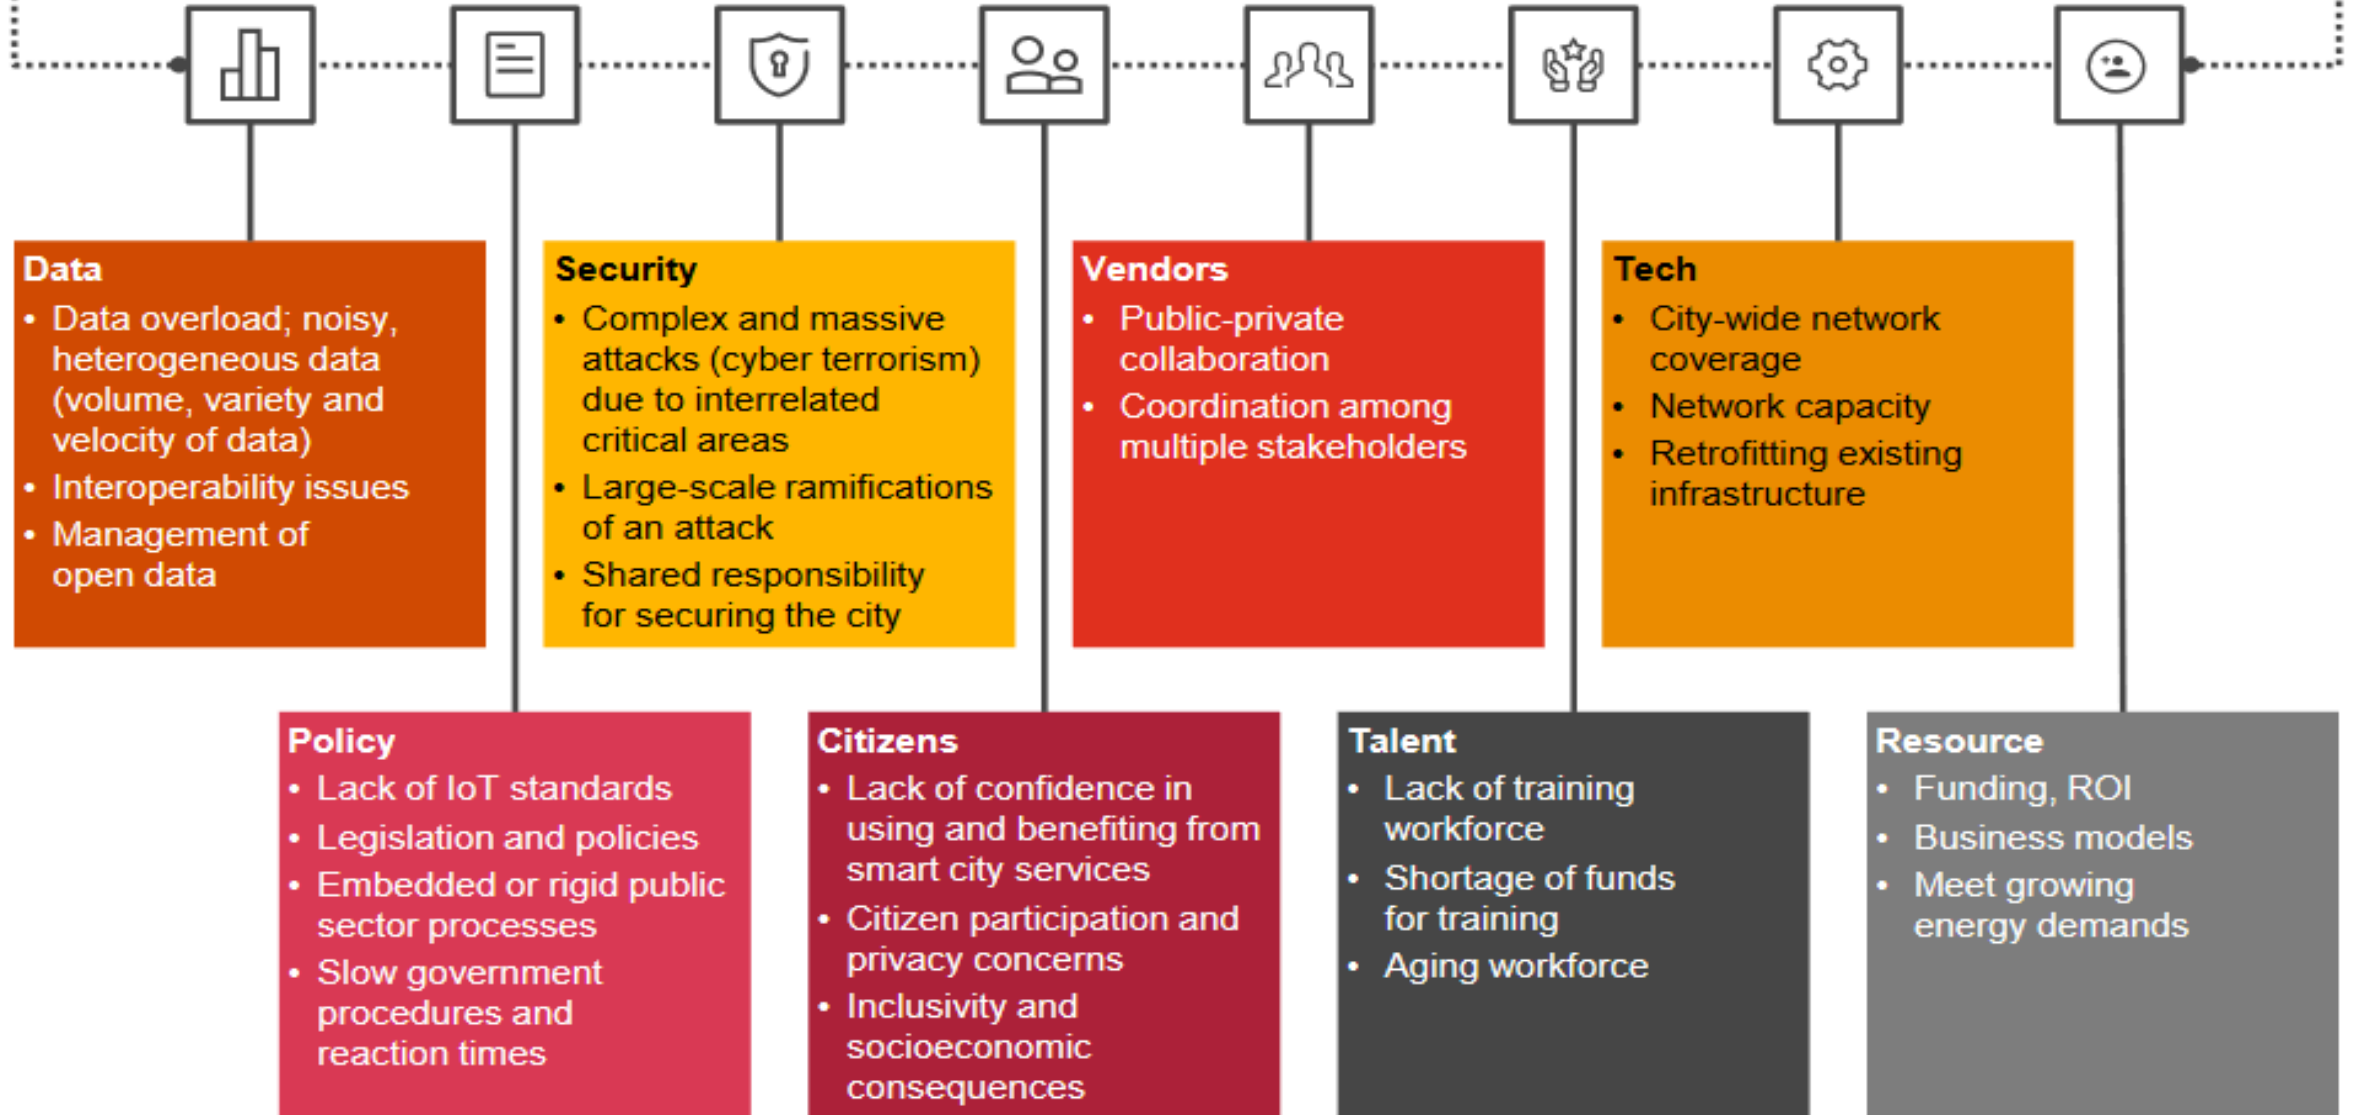 Data
• Data overload; noisy,
heterogeneous data
(volume, variety and
velocity of data)
• Interoperability issues
• Management of
open data
Security
• Complex and massive
attacks (cyber terrorism)
due to interrelated
critical areas
• Large-scale ramifications
of an attack
• Shared responsibility
for securing the city
Vendors
• Public-private
collaboration
• Coordination among
multiple stakeholders
Tech
• City-wide network
coverage
• Network capacity
• Retrofitting existing
infrastructure
Policy
• Lack of IoT standards
• Legislation and policies
• Embedded or rigid public
sector processes
• Slow government
procedures and
reaction times
Citizens
• Lack of confidence in
using and benefiting from
smart city services
• Citizen participation and
privacy concerns
• Inclusivity and
socioeconomic
consequences
Talent
• Lack of training
workforce
• Shortage of funds
for training
• Aging workforce
Resource
• Funding, ROI
• Business models
• Meet growing
energy demands